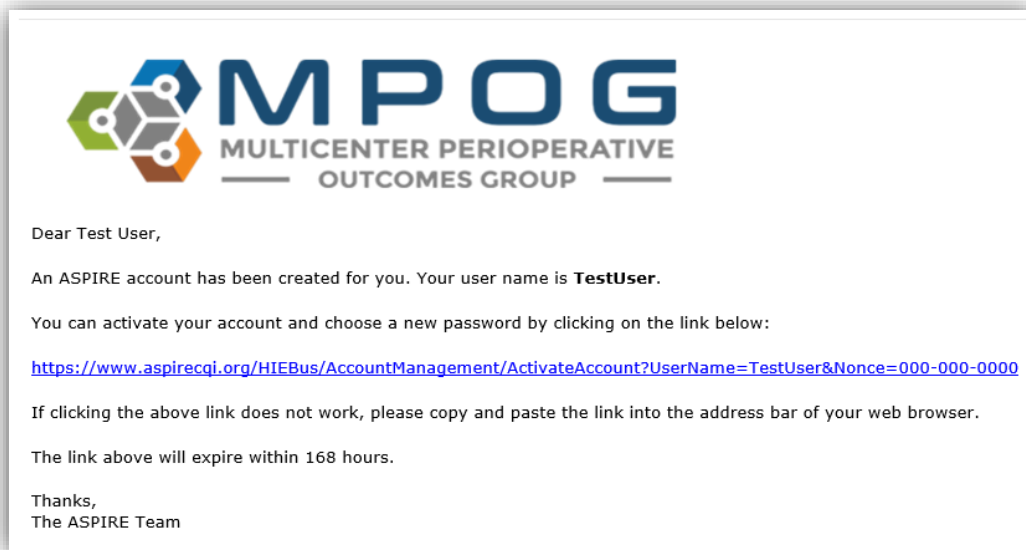 MPOG
MULTICENTER PERIOPERATIVE
OUTCOMES GROUP
Dear Test User,
An ASPIRE account has been created for you. Your user name is TestUser.
You can activate your account and choose a new password by clicking on the link below:
https://www.aspirecqi.org/HIEBus/AccountManagement/ActivateAccount?UserName=TestUser&Nonce=000-000-0000
If clicking the above link does not work, please copy and paste the link into the address bar of your web browser.
The link above will expire within 168 hours.
Thanks,
The ASPIRE Team